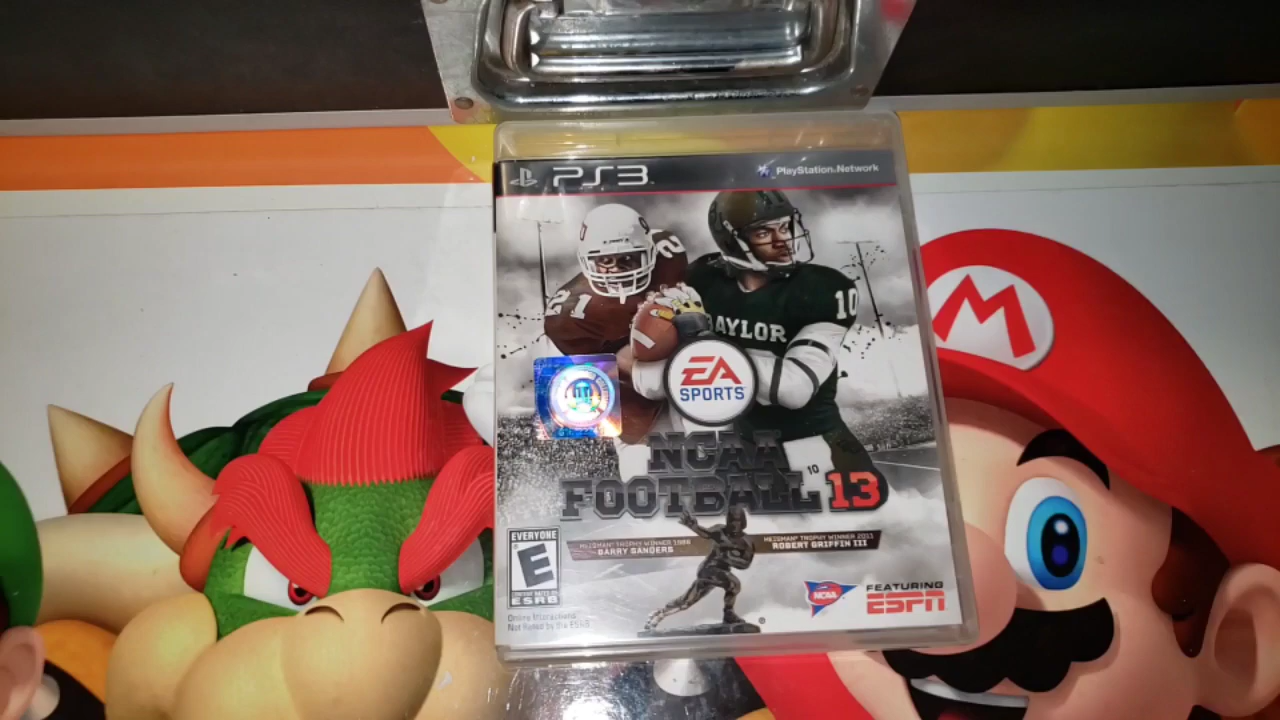 PS3
PlayStation.Network
21
2
10
AYLOR
EA
SPORTS
NCAA
FOOTBALL 13
HEISMAN TROPHY WINNER 1988
BARRY SANDERS
HEISMAN TROPHY WINNER 2011
ROBERT GRIFFIN III
EVERYONE
E
ESRB
Online Interactions
Not Rated by the ESRB
NCAA
FEATURING
ESPN
M